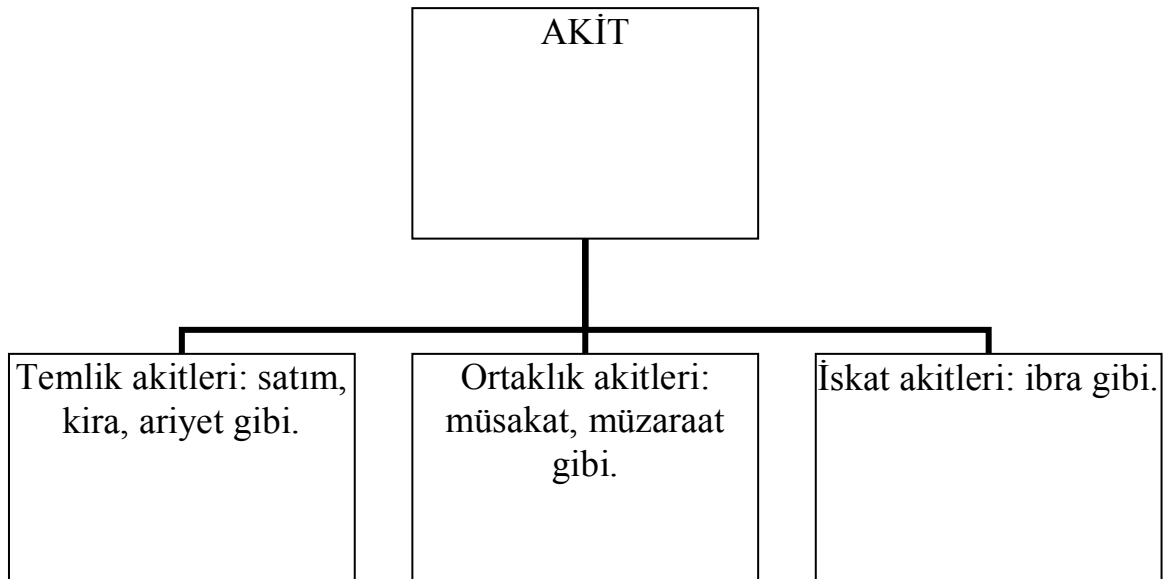 AKİT
Temlik akitleri: satım,
kira, ariyet gibi.
Ortaklık akitleri:
müsakat, müzaraat
gibi.
İskat akitleri: ibra gibi.